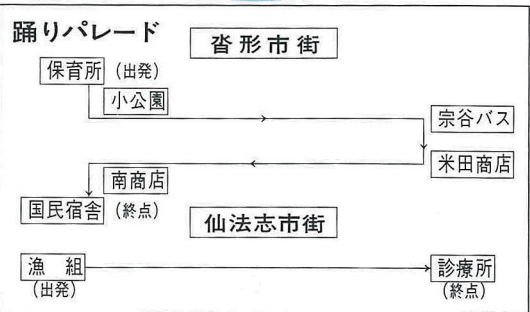 踊りパレード
沓形市街
保育所 (出発)
小公園
宗谷バス
米田商店
南商店
国民宿舎 (終点)
仙法志市街
漁組
(出発)
診療所
(終点)